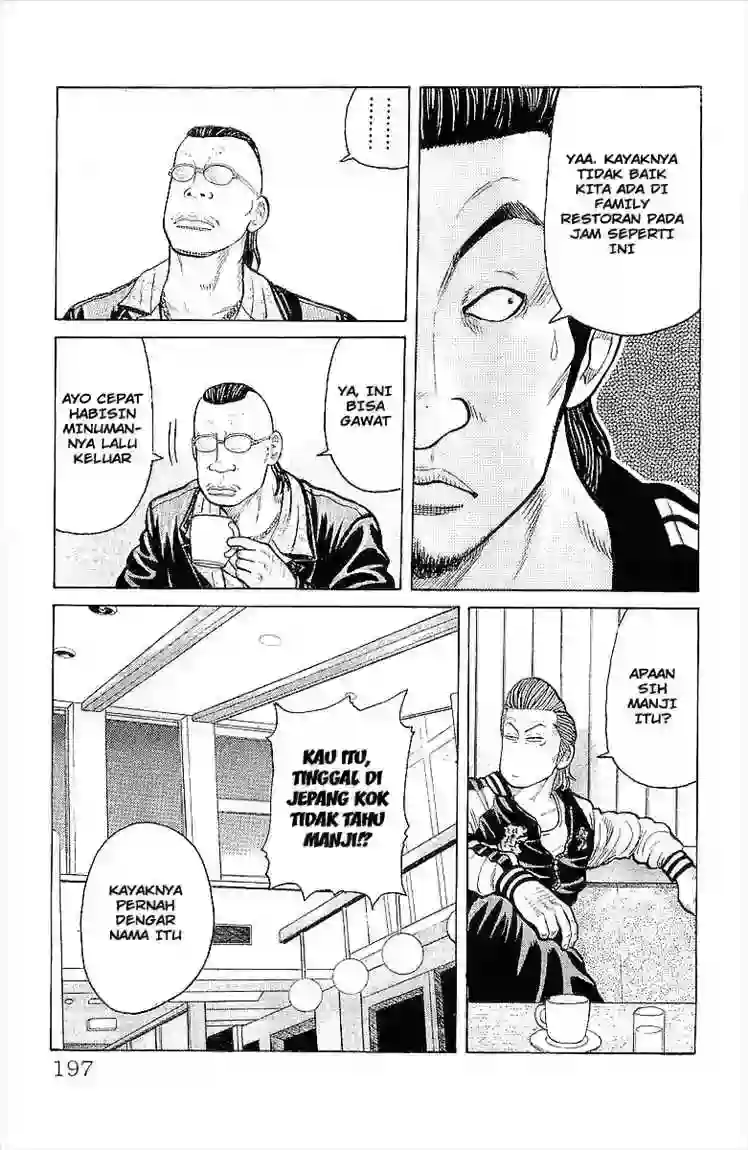 YAA. KAYAKNYA
TIDAK BAIK
KITA ADA DI
FAMILY
RESTORAN PADA
JAM SEPERTI
INI
.........
YA, INI
BISA
GAWAT
AYO CEPAT
HABISIN
MINUMAN-
NYA LALU
KELUAR
APAAN
SIH
MANJI
ITU?
KAU ITU,
TINGGAL DI
JEPANG KOK
TIDAK TAHU
MANJI!?
KAYAKNYA
PERNAH
DENGAR
NAMA ITU
197